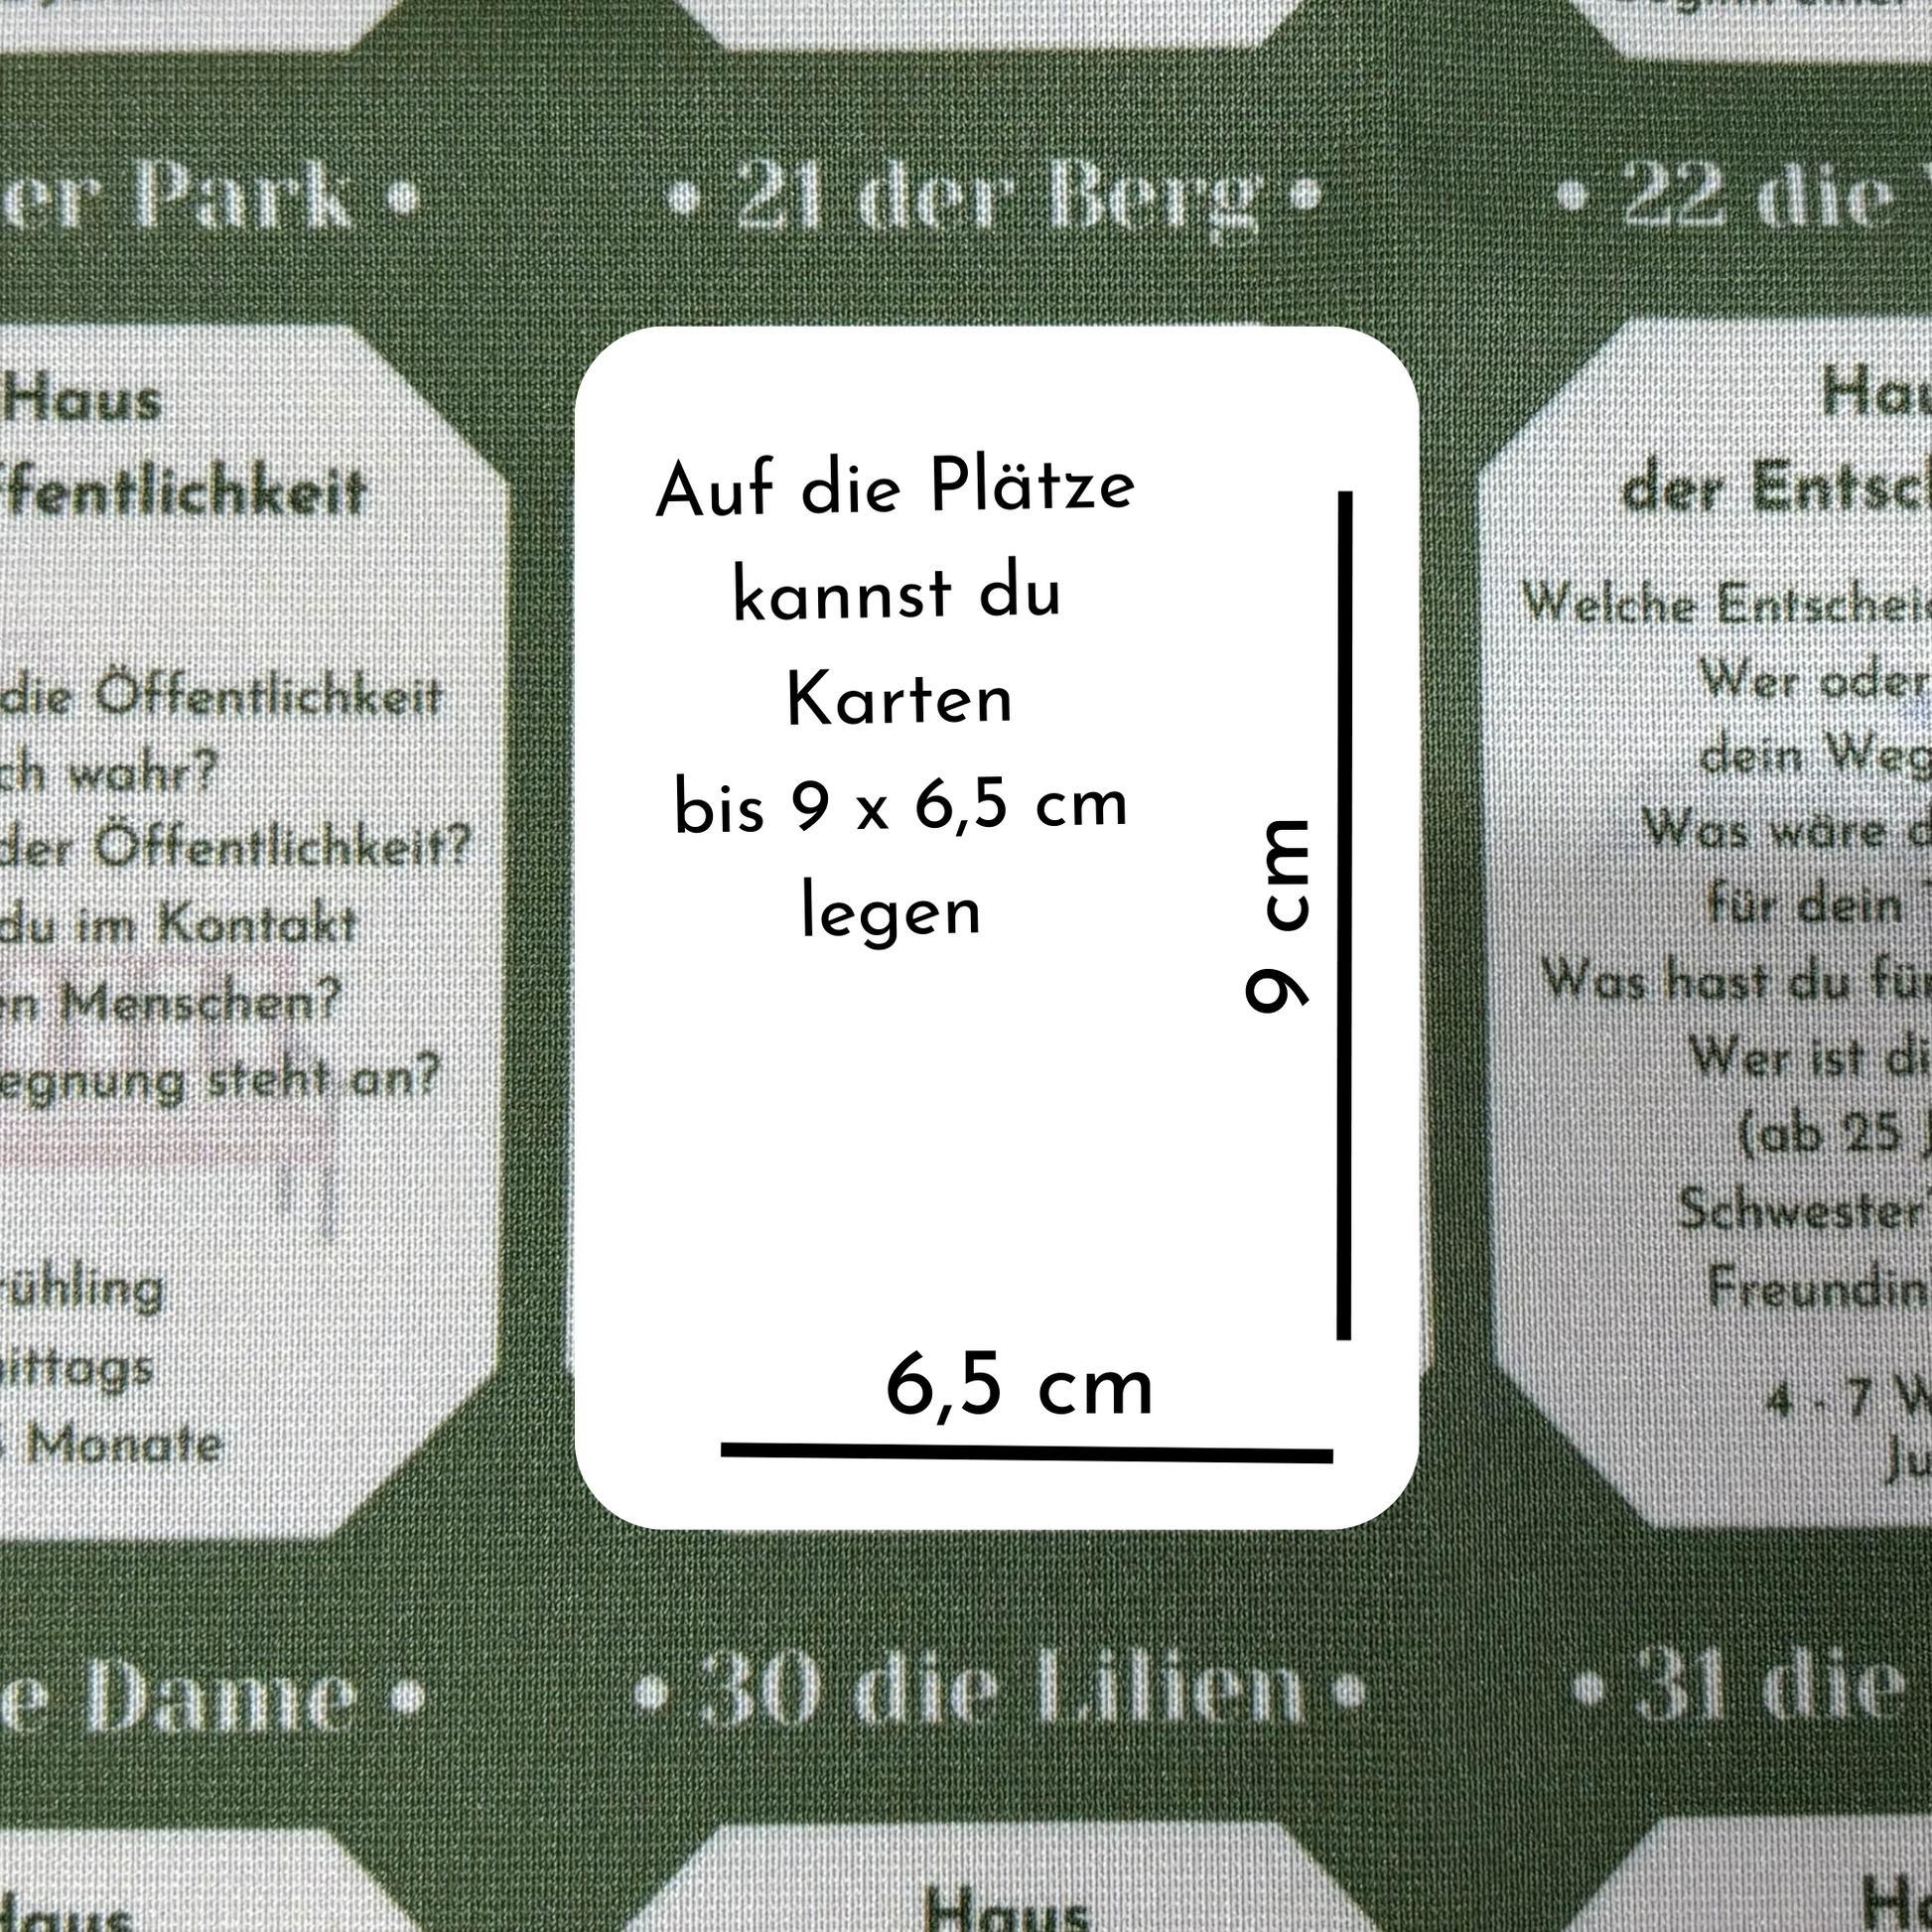 er Park •
• 21 der Berg •
• 22 die
Haus
ffentlichkeit
die Öffentlichkeit
ch wahr?
der Öffentlichkeit?
du im Kontakt
en Menschen?
egnung steht an?
rühling
ittags
Monate
Auf die Plätze
kannst du
Karten
bis 9 x 6,5 cm
legen
9 cm
6,5 cm
Hau
der Entsc
Welche Entschei
Wer oder
dein Weg
Was wäre
für dein
Was hast du fü
Wer ist di
(ab 25
Schwester
Freundin
4 - 7 W
Ju
e Dame •
• 30 die Lilien •
• 31 die
Haus
Haus